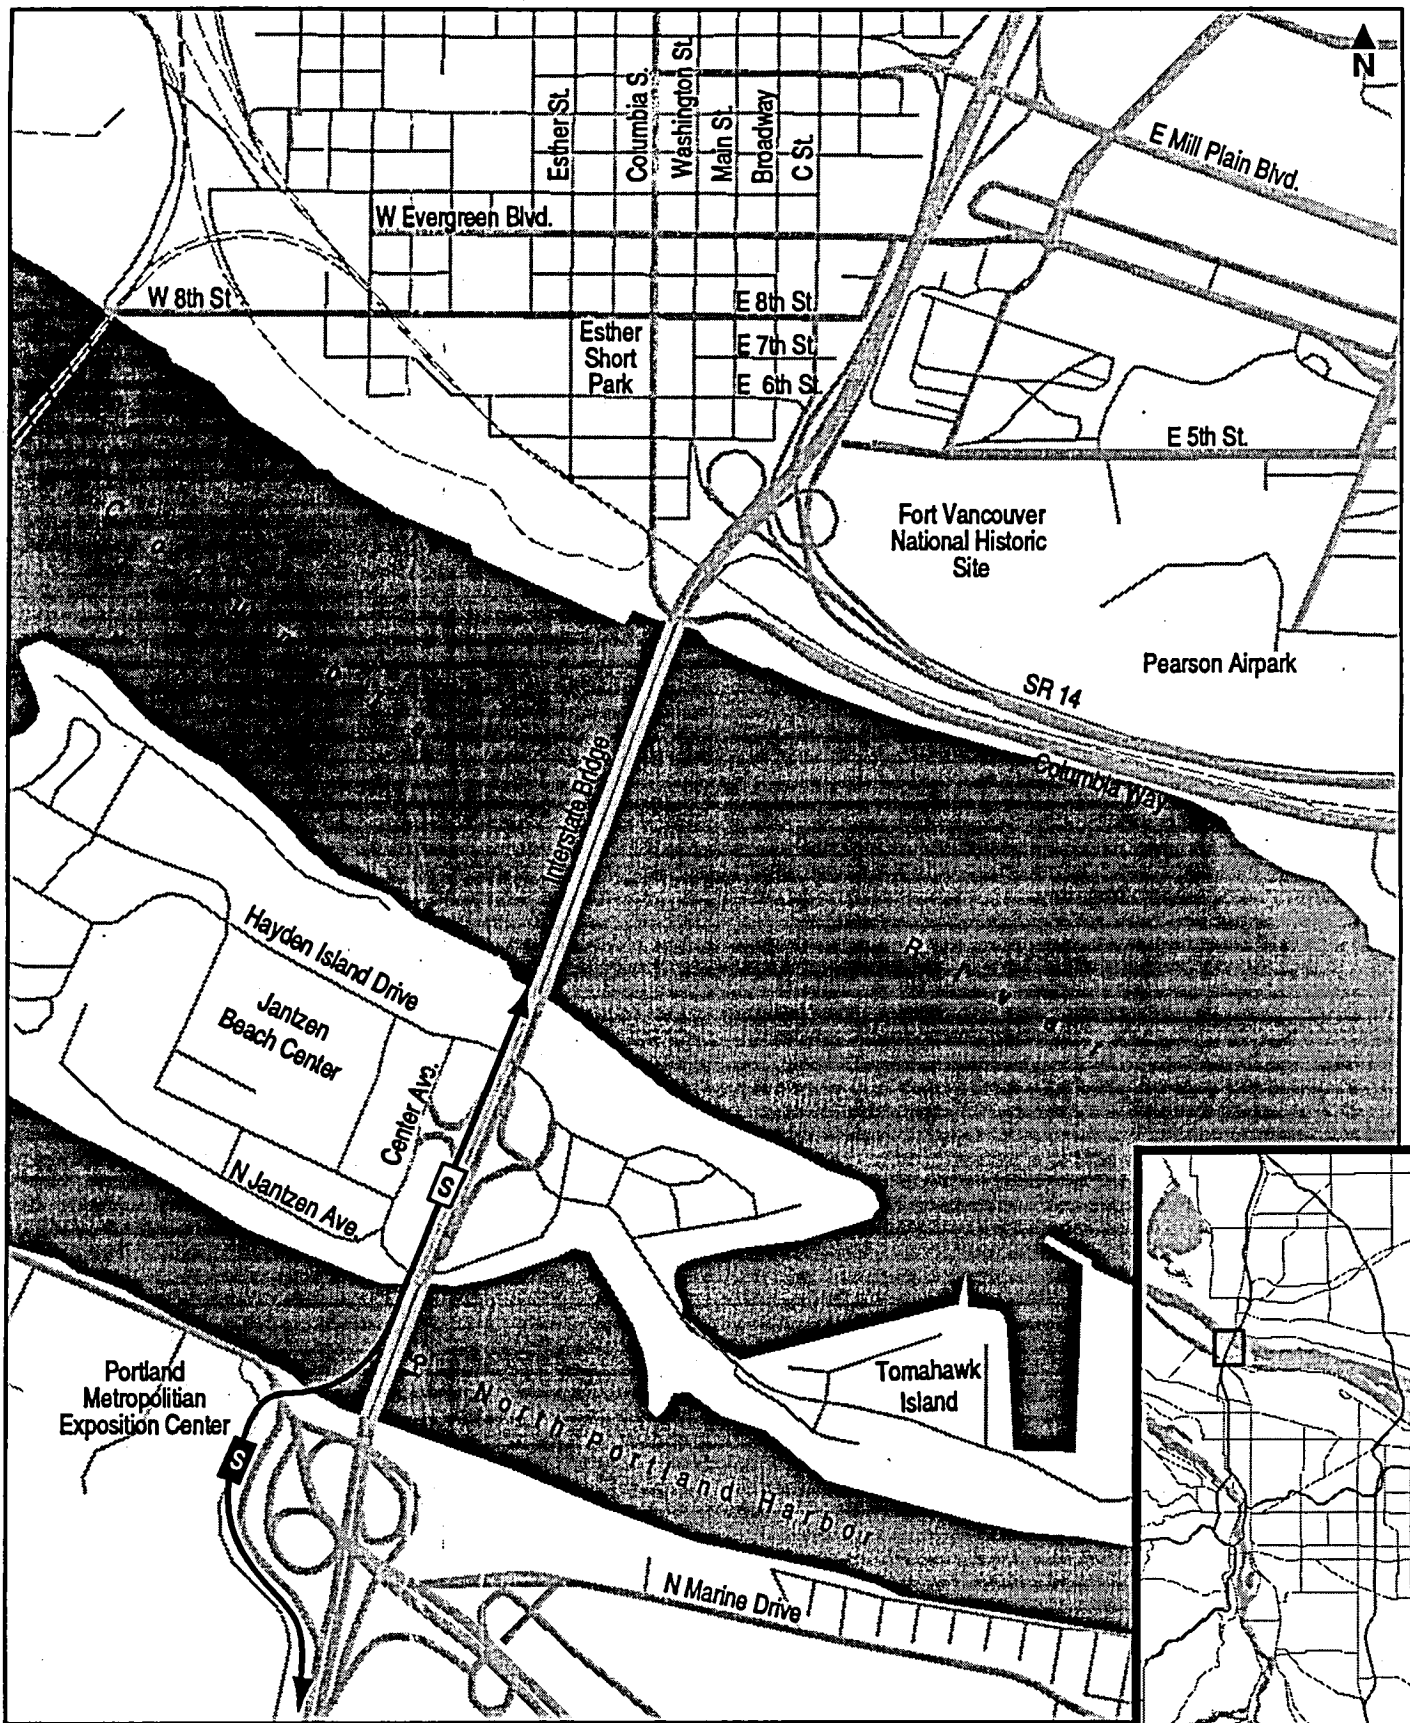 N
Esther St.
Columbia S.
Washington St.
Main St.
Broadway
C St.
E Mill Plain Blvd.
W Evergreen Blvd.
W 8th St
E 8th St.
Esther
Short
Park
E 7th St.
E 6th St.
E 5th St.
Fort Vancouver
National Historic
Site
Pearson Airpark
SR 14
Columbia Way
Columbia
River
Interstate Bridge
Hayden Island Drive
Jantzen
Beach Center
Center Ave.
N Jantzen Ave.
S
Portland
Metropolitian
Exposition Center
S
Tomahawk
Island
North Portland Harbor
N Marine Drive